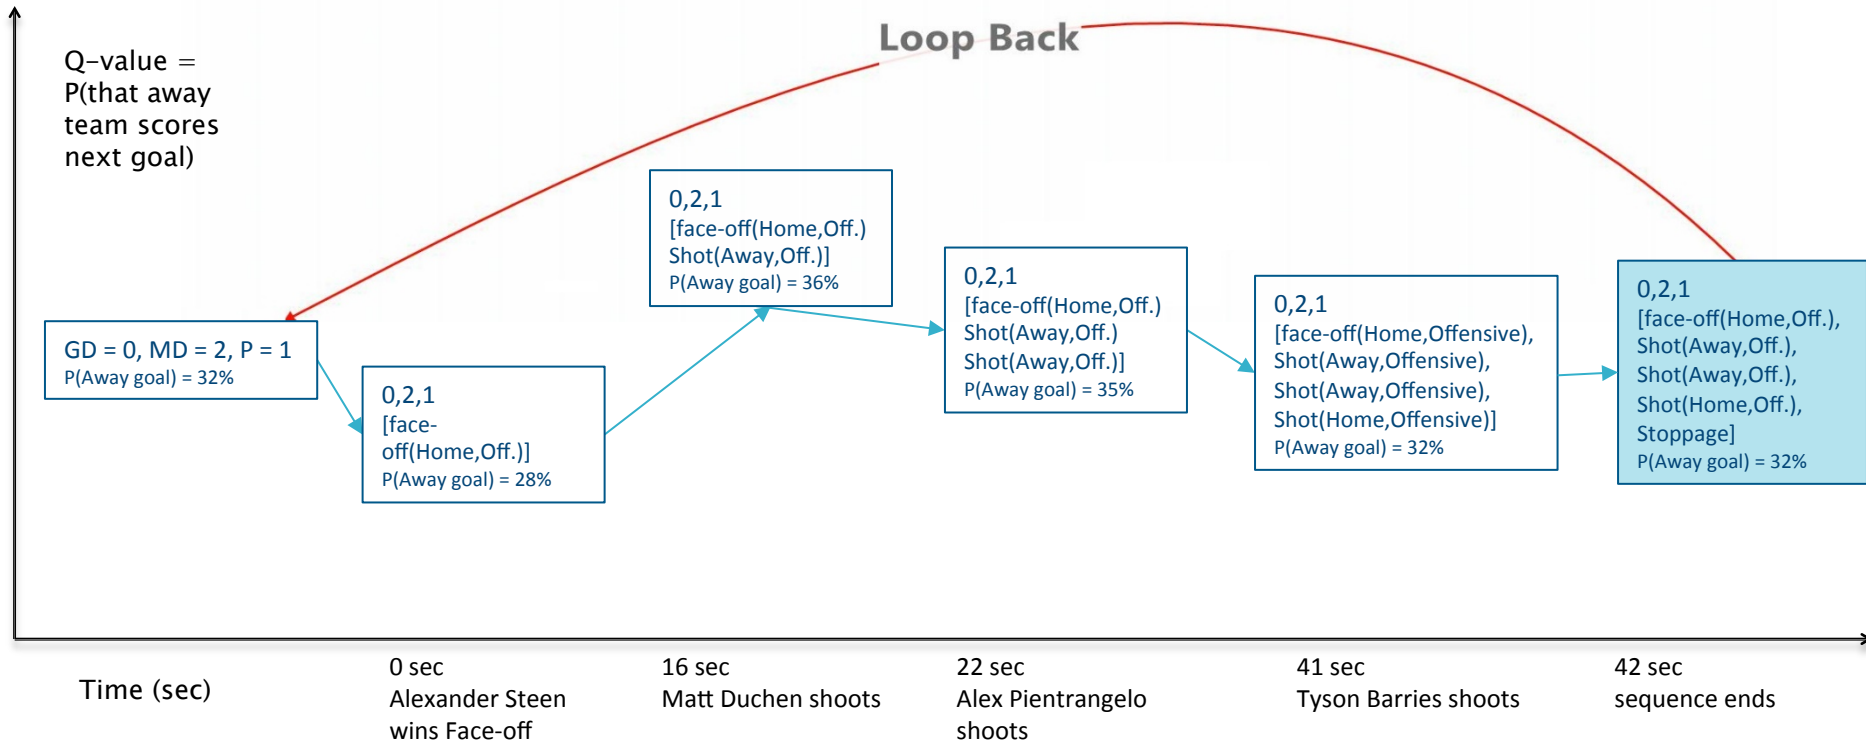 Loop Back
Q-value =
P(that away
team scores
next goal)
GD = 0, MD = 2, P = 1
P(Away goal) = 32%
0,2,1
[face-
off(Home,Off.)]
P(Away goal) = 28%
0,2,1
[face-off(Home,Off.)
Shot(Away,Off.)]
P(Away goal) = 36%
0,2,1
[face-off(Home,Off.)
Shot(Away,Off.)
Shot(Away,Off.)]
P(Away goal) = 35%
0,2,1
[face-off(Home,Offensive),
Shot(Away,Offensive),
Shot(Away,Offensive),
Shot(Home,Offensive)]
P(Away goal) = 32%
0,2,1
[face-off(Home,Off.),
Shot(Away,Off.),
Shot(Away,Off.),
Shot(Home,Off.),
Stoppage]
P(Away goal) = 32%
Time (sec)
0 sec
Alexander Steen
wins Face-off
16 sec
Matt Duchen shoots
22 sec
Alex Pientrangelo
shoots
41 sec
Tyson Barries shoots
42 sec
sequence ends